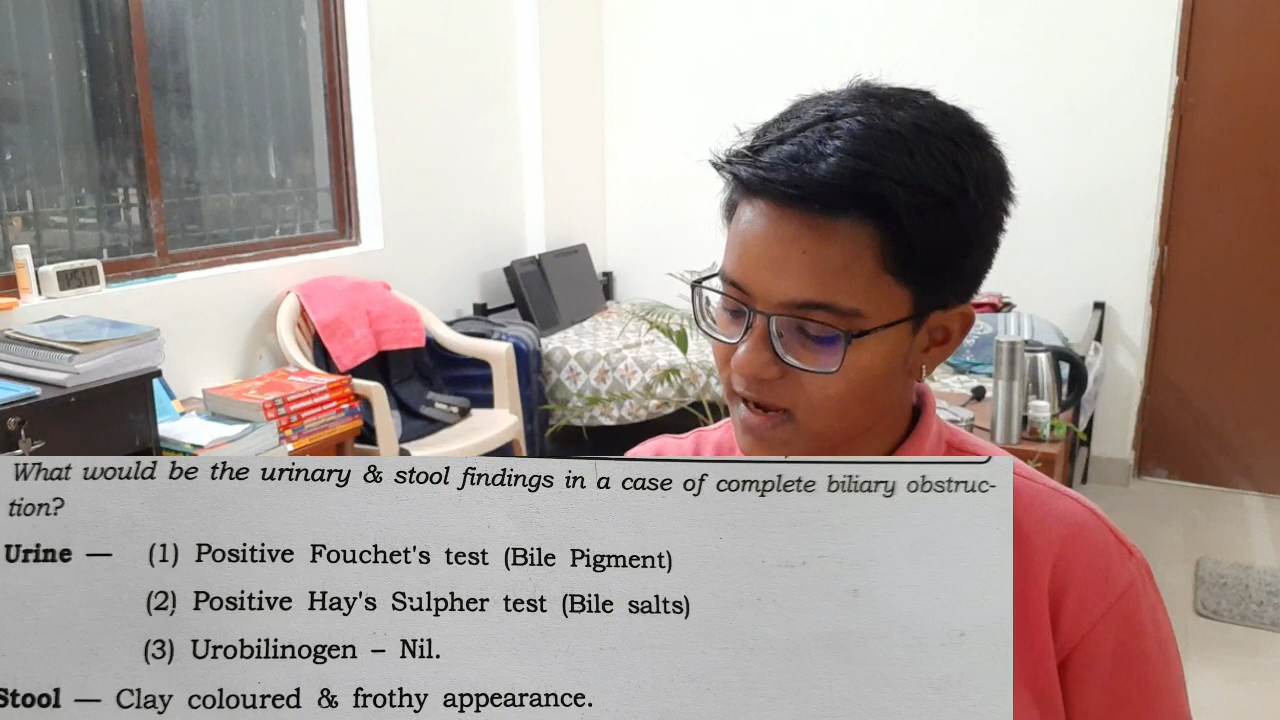 What would be the urinary & stool findings in a case of complete biliary obstruc-
tion?
Urine — (1) Positive Fouchet's test (Bile Pigment)
(2) Positive Hay's Sulpher test (Bile salts)
(3) Urobilinogen – Nil.
Stool — Clay coloured & frothy appearance.